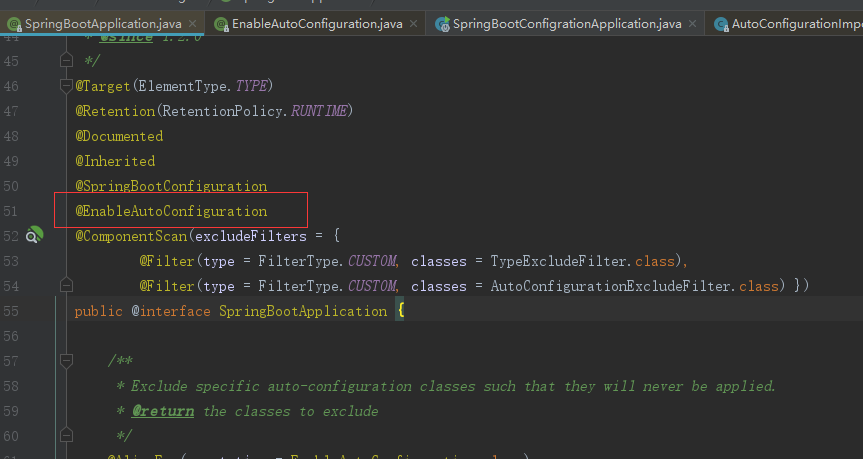 SpringBootApplication.java × EnableAutoConfiguration.java × SpringBootConfigrationApplication.java × AutoConfigurationImpo
44 * @since 1.2.0
45 */
46 @Target(ElementType.TYPE)
47 @Retention(RetentionPolicy.RUNTIME)
48 @Documented
49 @Inherited
50 @SpringBootConfiguration
51 @EnableAutoConfiguration
52 @ComponentScan(excludeFilters = {
53 @Filter(type = FilterType.CUSTOM, classes = TypeExcludeFilter.class),
54 @Filter(type = FilterType.CUSTOM, classes = AutoConfigurationExcludeFilter.class) })
55 public @interface SpringBootApplication {
56
57 /**
58 * Exclude specific auto-configuration classes such that they will never be applied.
59 * @return the classes to exclude
60 */